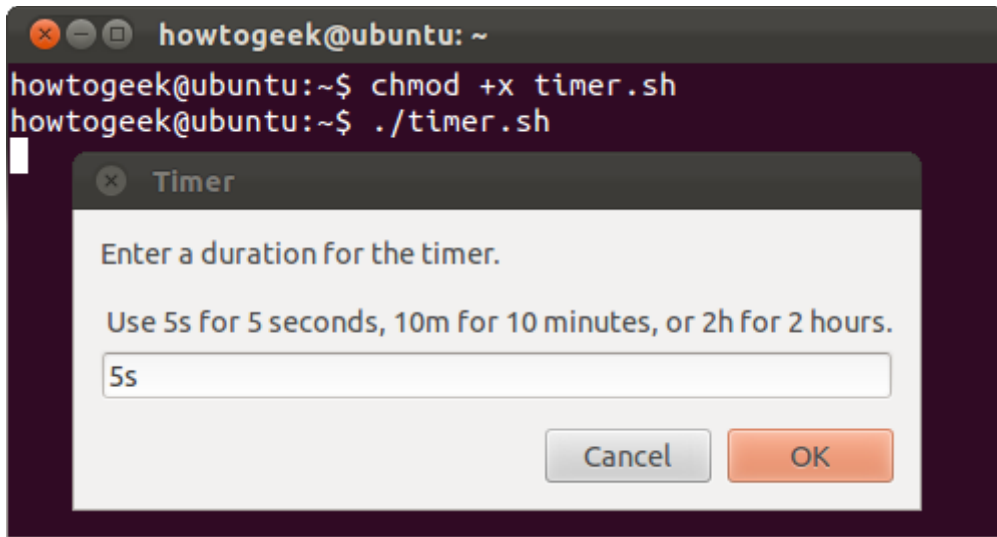 howtogeek@ubuntu: ~
howtogeek@ubuntu:~$ chmod +x timer.sh
howtogeek@ubuntu:~$ ./timer.sh
Timer
Enter a duration for the timer.
Use 5s for 5 seconds, 10m for 10 minutes, or 2h for 2 hours.
5s
Cancel OK